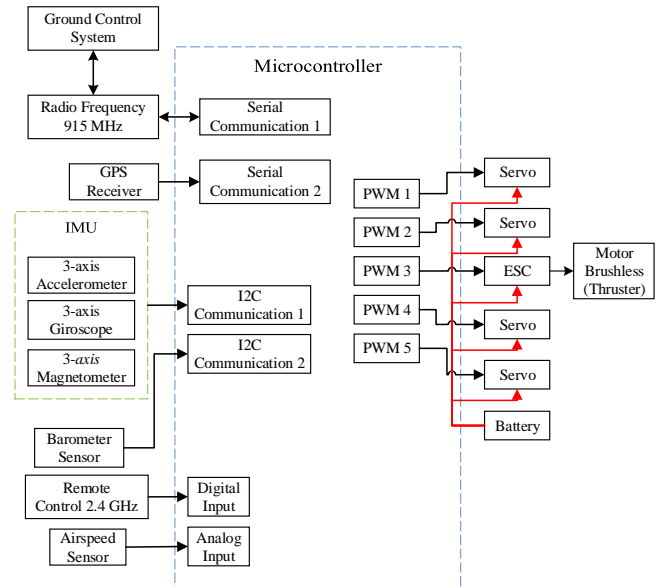 Ground Control
System
Microcontroller
Radio Frequency
915 MHz
Serial
Communication 1
GPS
Receiver
Serial
Communication 2
IMU
3-axis
Accelerometer
3-axis
Giroscope
3-axis
Magnetometer
I2C
Communication 1
I2C
Communication 2
Barometer
Sensor
Remote
Control 2.4 GHz
Digital
Input
Airspeed
Sensor
Analog
Input
PWM 1
PWM 2
PWM 3
PWM 4
PWM 5
Servo
Servo
ESC
Servo
Servo
Battery
Motor
Brushless
(Thruster)